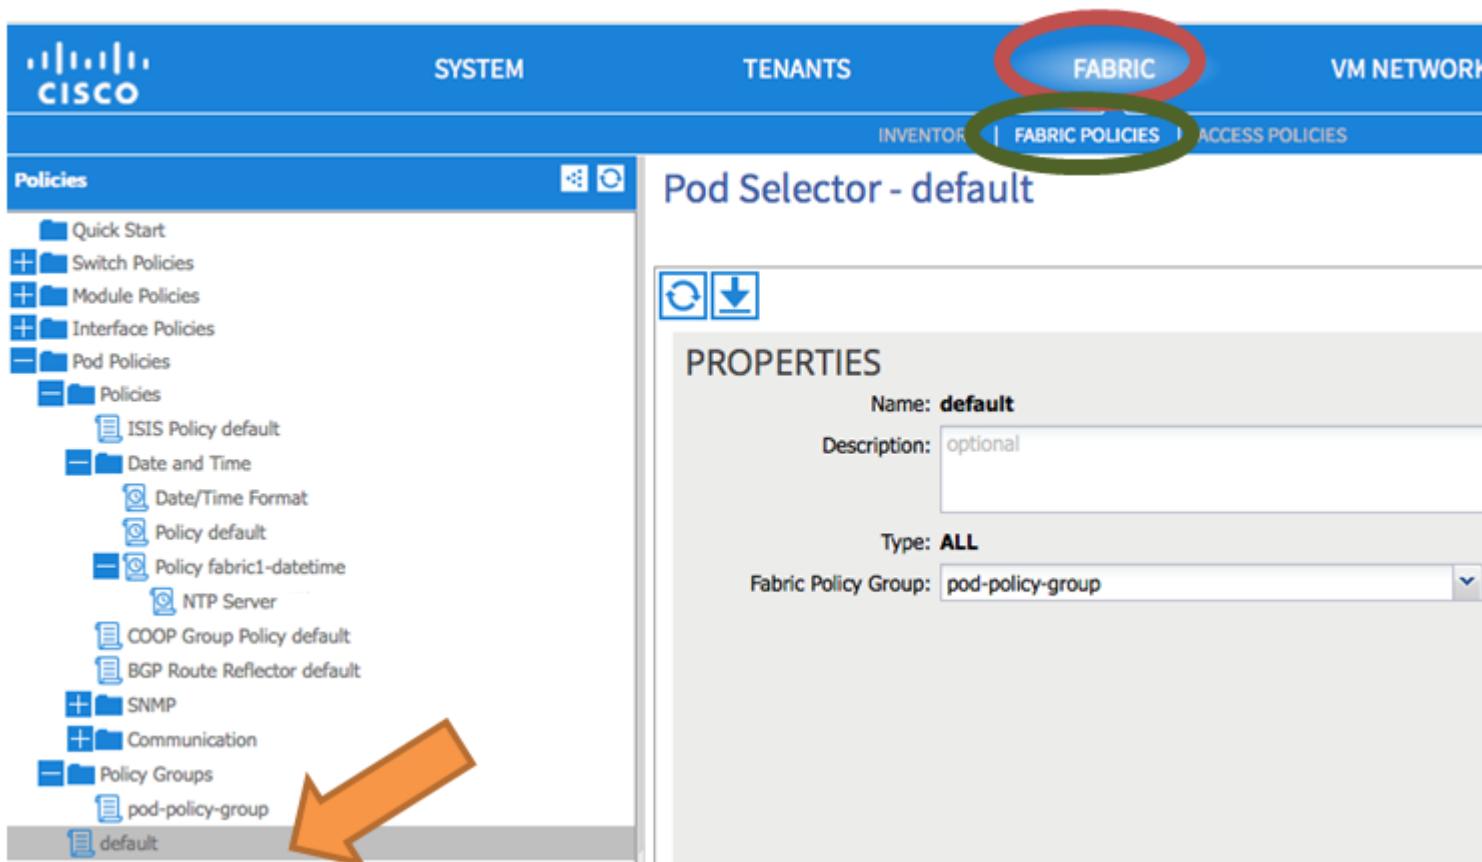 CISCO
SYSTEM TENANTS FABRIC VM NETWORK
FABRIC POLICIES ACCESS POLICIES
Policies
Quick Start
Switch Policies
Module Policies
Interface Policies
Pod Policies
Policies
ISIS Policy default
Date and Time
Date/Time Format
Policy default
Policy fabric1-datetime
NTP Server
COOP Group Policy default
BGP Route Reflector default
SNMP
Communication
Policy Groups
pod-policy-group
default
Pod Selector - default
PROPERTIES
Name: default
Description: optional
Type: ALL
Fabric Policy Group: pod-policy-group